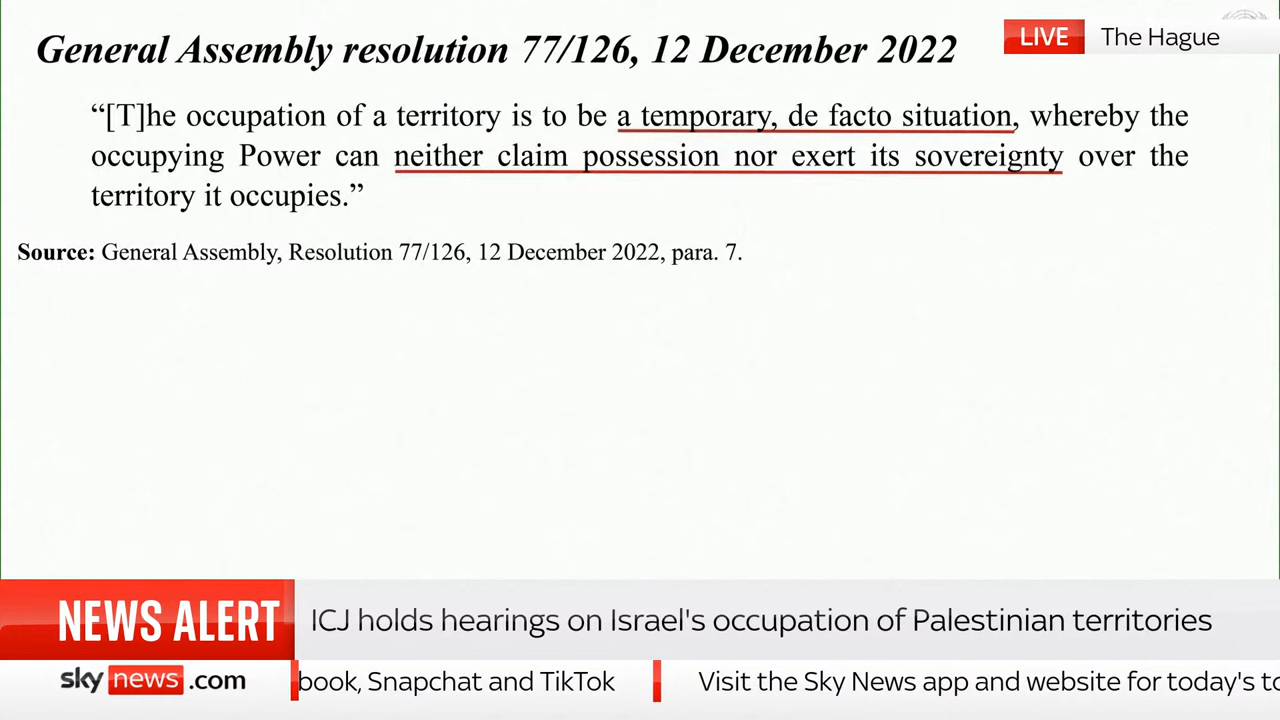 General Assembly resolution 77/126, 12 December 2022
LIVE The Hague
“[T]he occupation of a territory is to be a temporary, de facto situation, whereby the
occupying Power can neither claim possession nor exert its sovereignty over the
territory it occupies.”
Source: General Assembly, Resolution 77/126, 12 December 2022, para. 7.
NEWS ALERT
ICJ holds hearings on Israel's occupation of Palestinian territories
sky news.com
book, Snapchat and TikTok
Visit the Sky News app and website for today's to